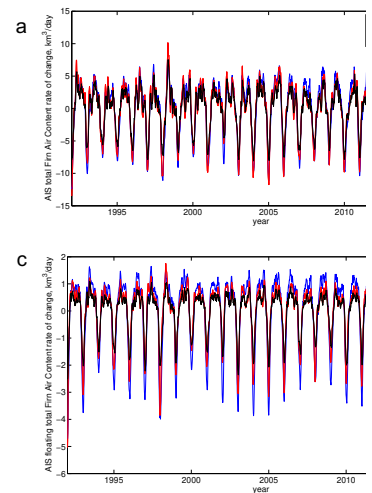 a
AIS total Firn Air Content rate of change, km³/day
15
10
5
0
−5
−10
−15
1995 2000 2005 2010
year
c
AIS floating total Firn Air Content rate of change, km³/day
2
1
0
−1
−2
−3
−4
−5
−6
1995 2000 2005 2010
year